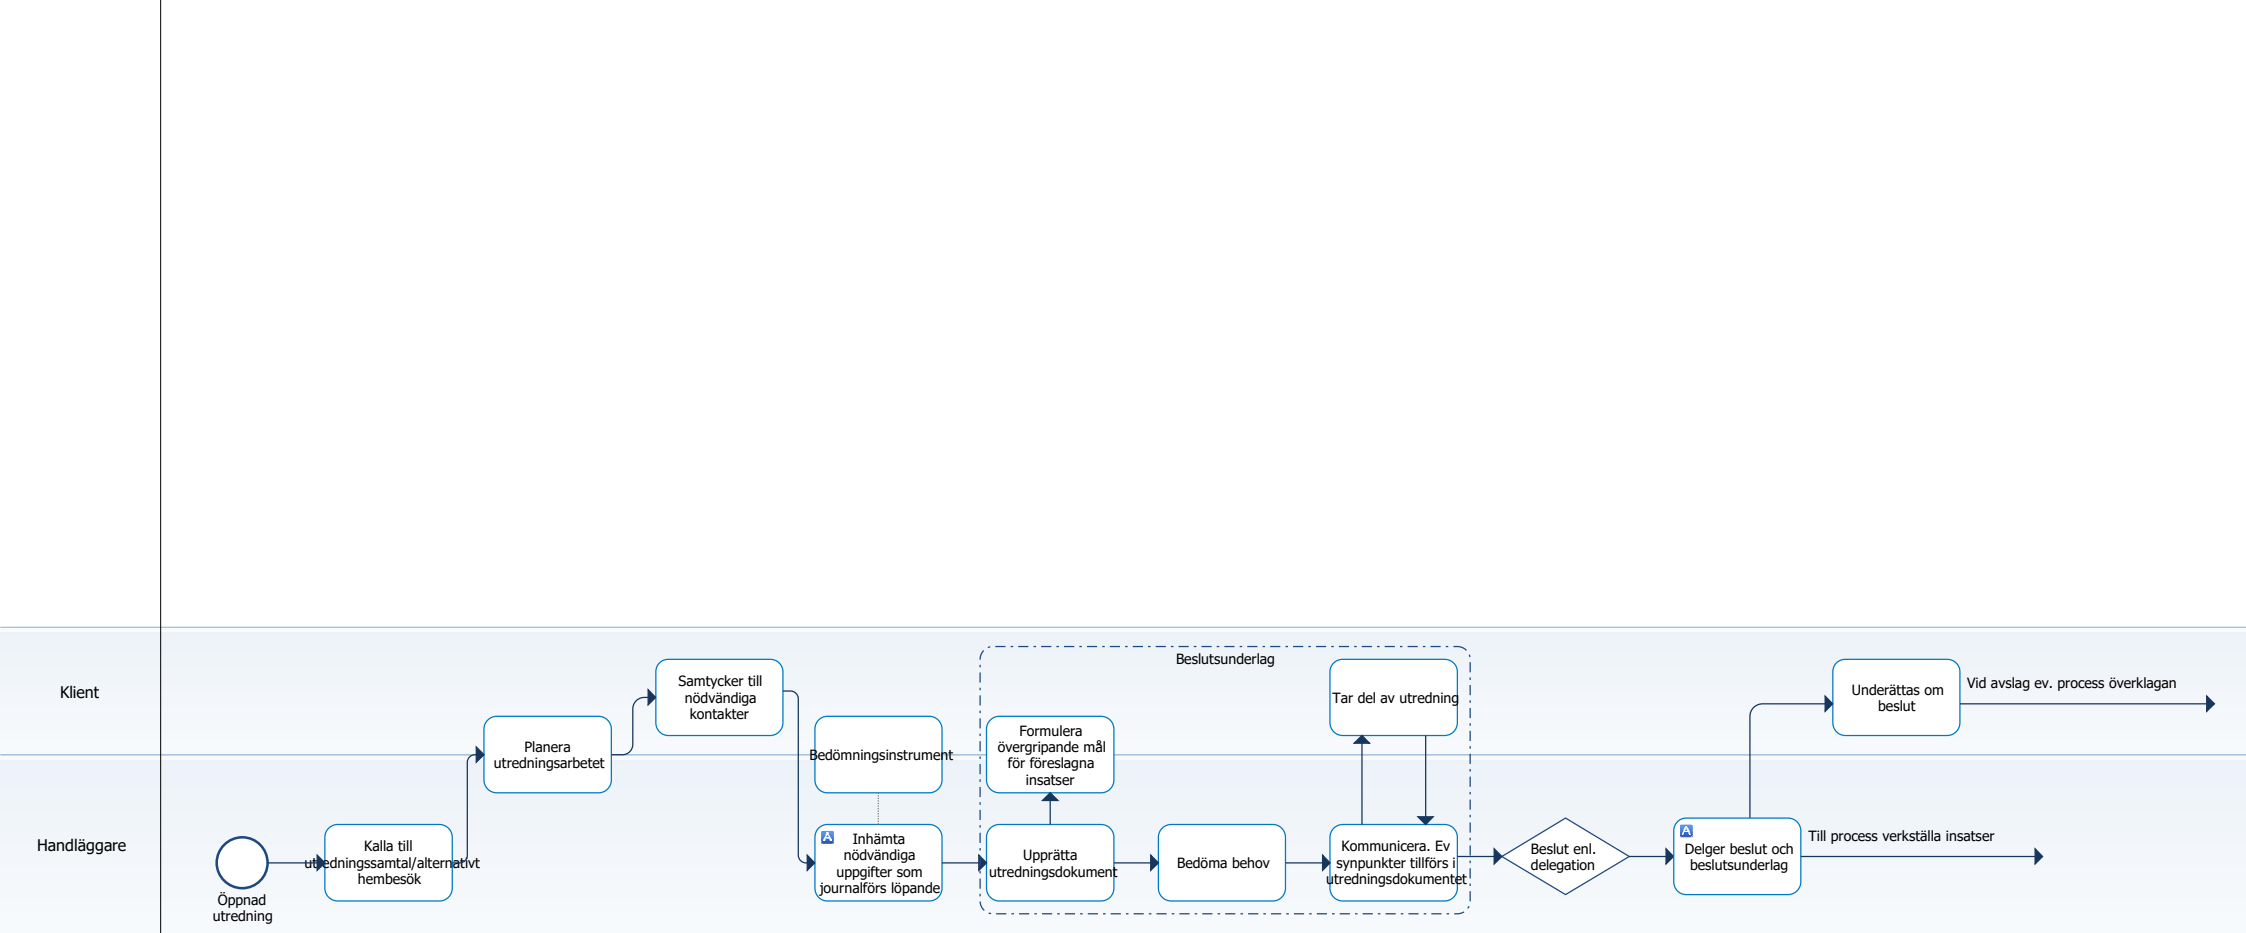 Klient
Handläggare
Öppnad
utredning
Kalla till
utredningssamtal/alternativt
hembesök
Planera
utredningsarbetet
Samtycker till
nödvändiga
kontakter
Bedömningsinstrument
A
Inhämta
nödvändiga
uppgifter som
journalförs löpande
Beslutsunderlag
Formulera
övergripande mål
för föreslagna
insatser
Upprätta
utredningsdokument
Bedöma behov
Tar del av utredning
Kommunicera. Ev
synpunkter tillförs i
utredningsdokumentet
Beslut enl.
delegation
A
Delger beslut och
beslutsunderlag
Underättas om
beslut
Vid avslag ev. process överklagan
Till process verkställa insatser